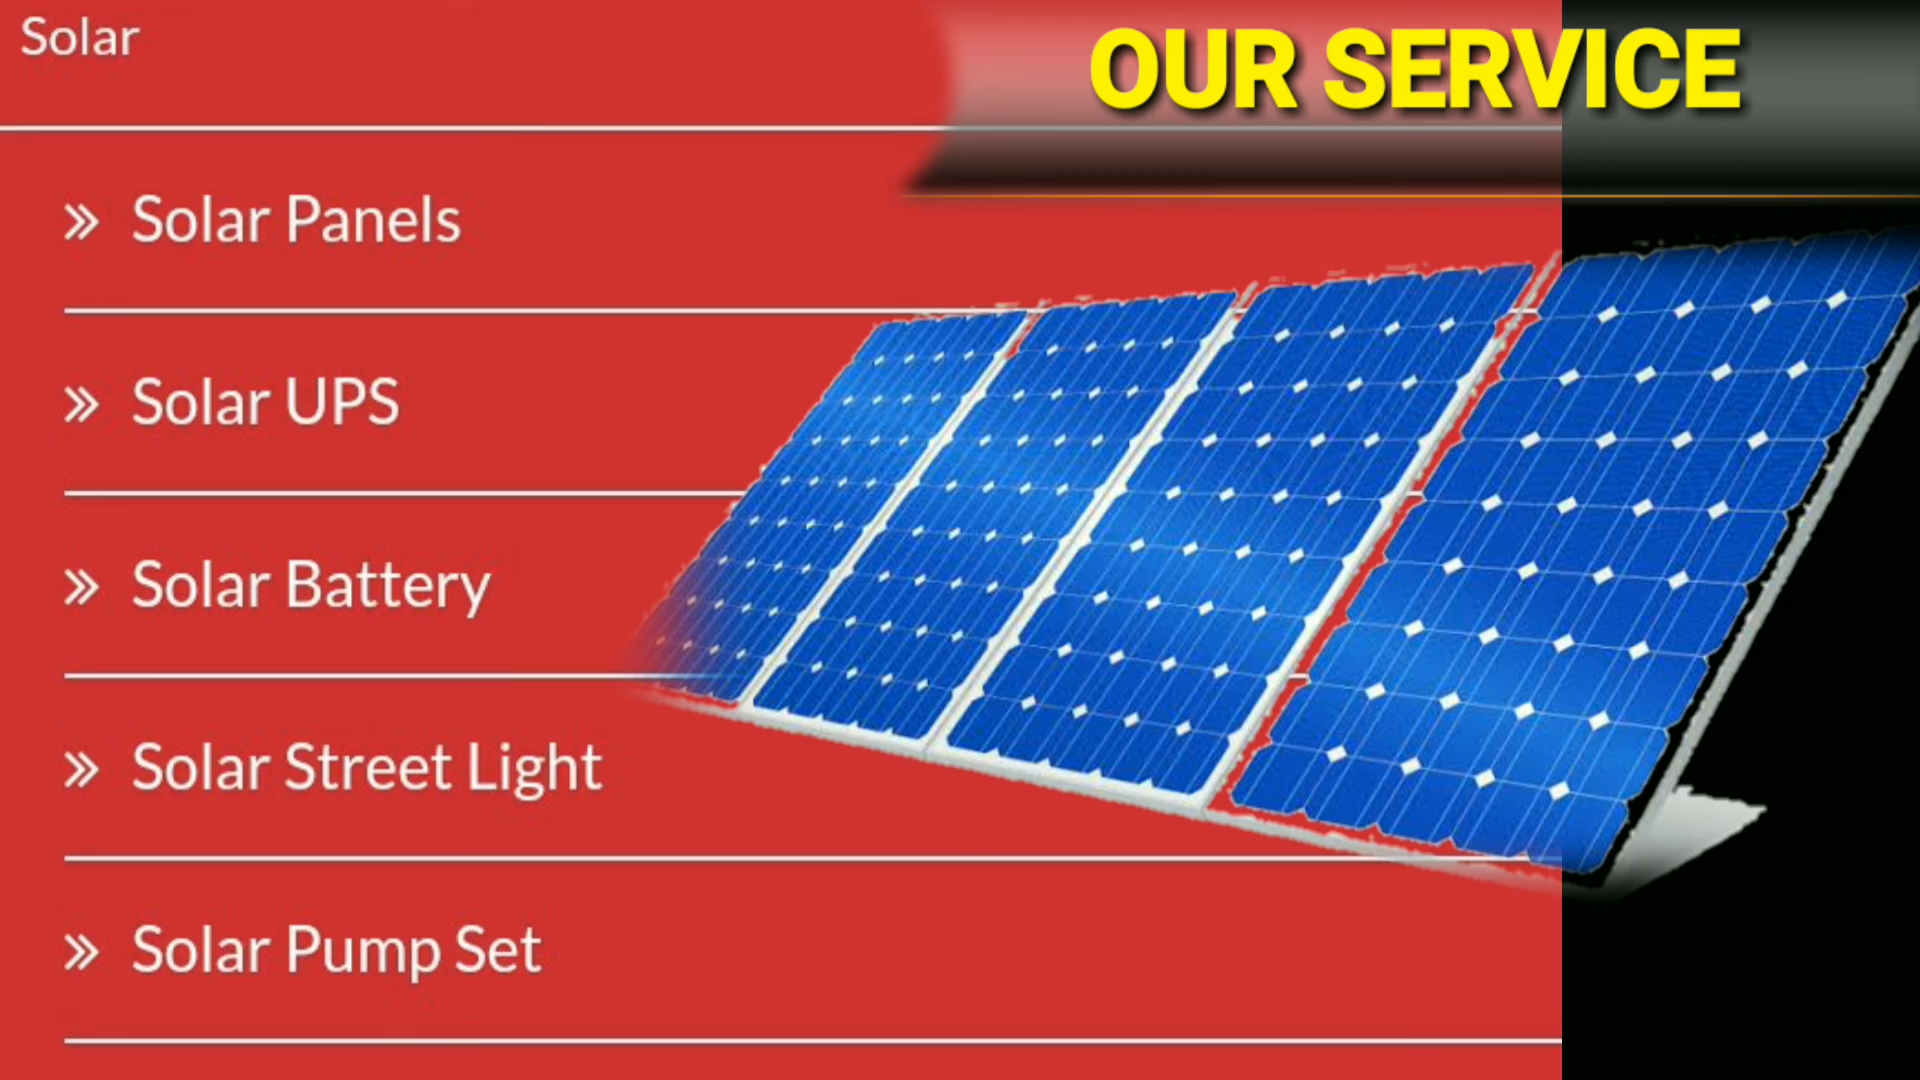 Solar
OUR SERVICE
» Solar Panels
» Solar UPS
» Solar Battery
» Solar Street Light
» Solar Pump Set